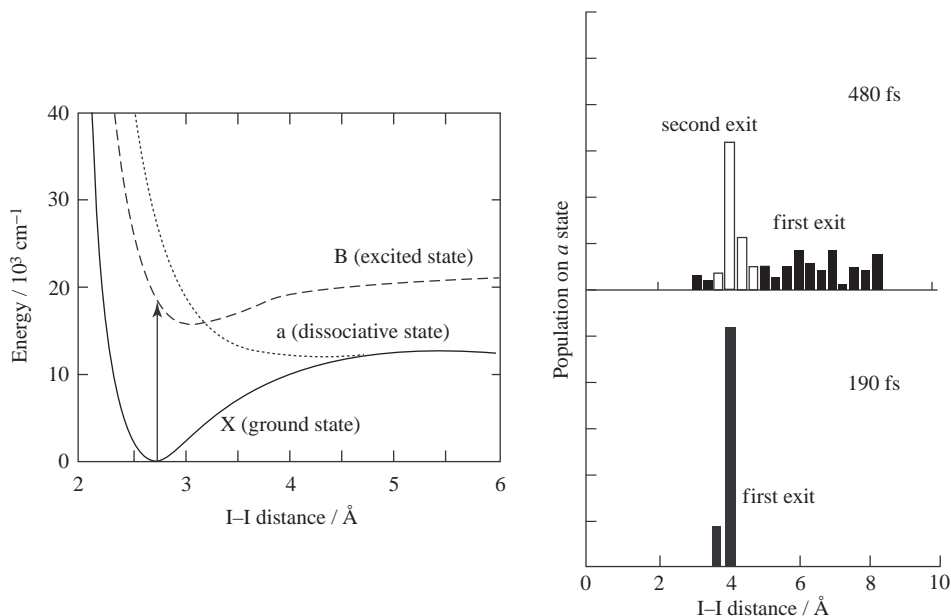 40
30
20
10
0
2
3
4
5
6
Energy / 10³ cm⁻¹
I–I distance / Å
B (excited state)
a (dissociative state)
X (ground state)
480 fs
second exit
first exit
190 fs
first exit
Population on a state
0
2
4
6
8
10
I–I distance / Å